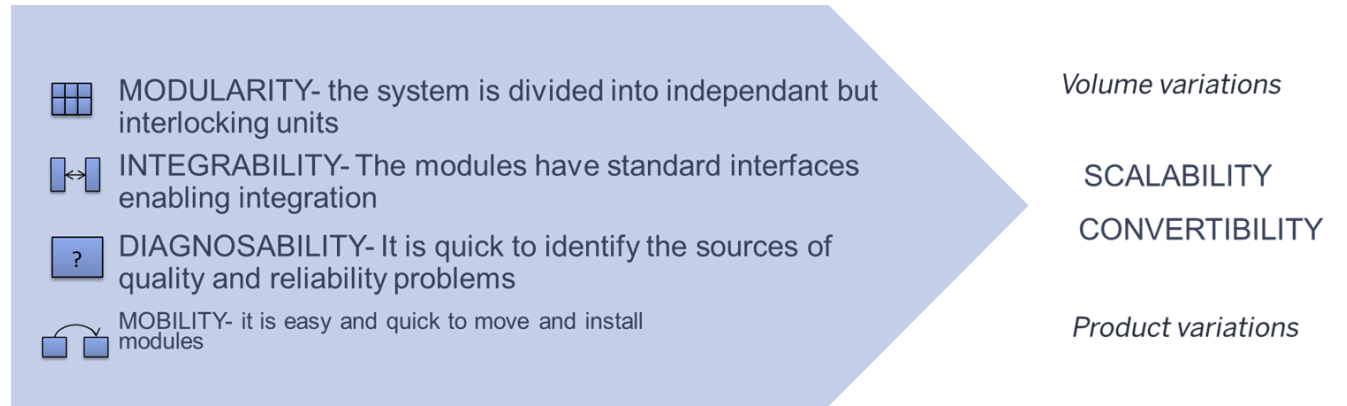 MODULARITY- the system is divided into independant but
interlocking units
INTEGRABILITY- The modules have standard interfaces
enabling integration
?
DIAGNOSABILITY- It is quick to identify the sources of
quality and reliability problems
MOBILITY- it is easy and quick to move and install
modules
Volume variations
SCALABILITY
CONVERTIBILITY
Product variations